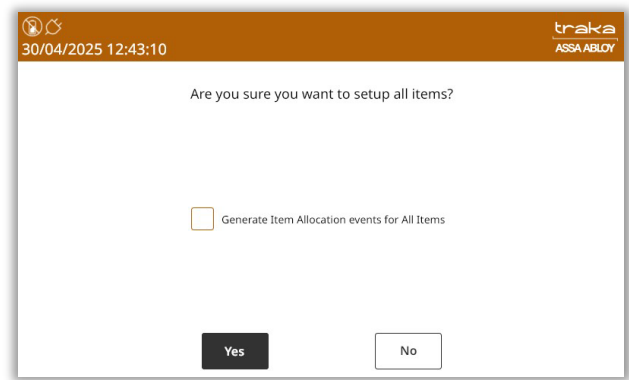 traka
30/04/2025 12:43:10
ASSA ABLOY
Are you sure you want to setup all items?
Generate Item Allocation events for All Items
Yes
No